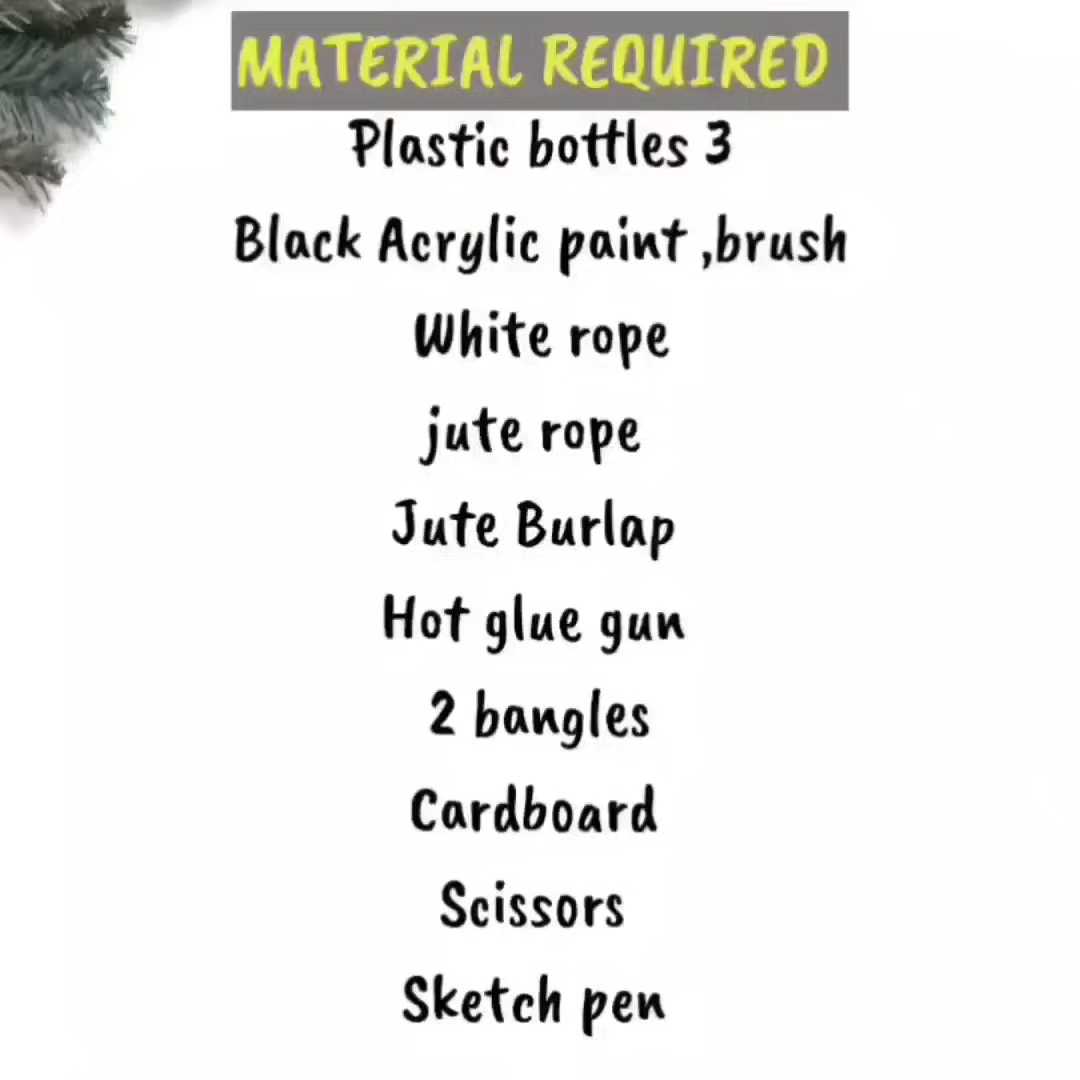 MATERIAL REQUIRED
Plastic bottles 3
Black Acrylic paint ,brush
White rope
jute rope
Jute Burlap
Hot glue gun
2 bangles
Cardboard
Scissors
Sketch pen